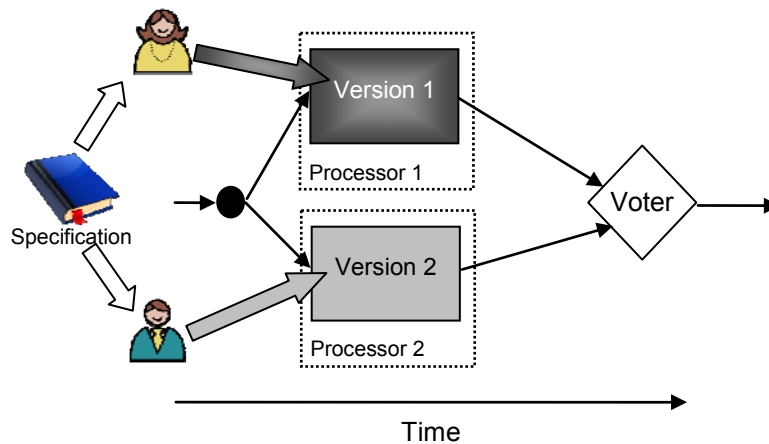 Version 1
Processor 1
Specification
Voter
Version 2
Processor 2
Time